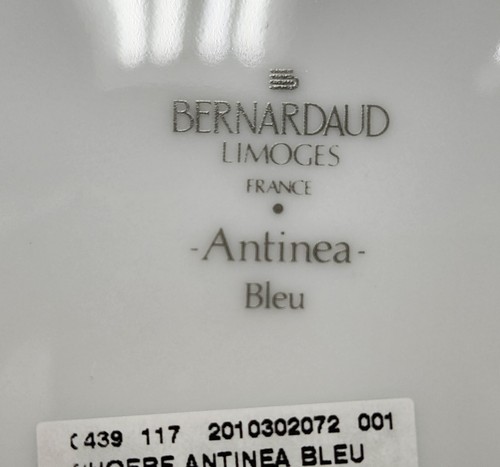 BERNARDAUD
LIMOGES
FRANCE
-Antinea-
Bleu
439 117 2010302072 001
ANTINEA BLEU